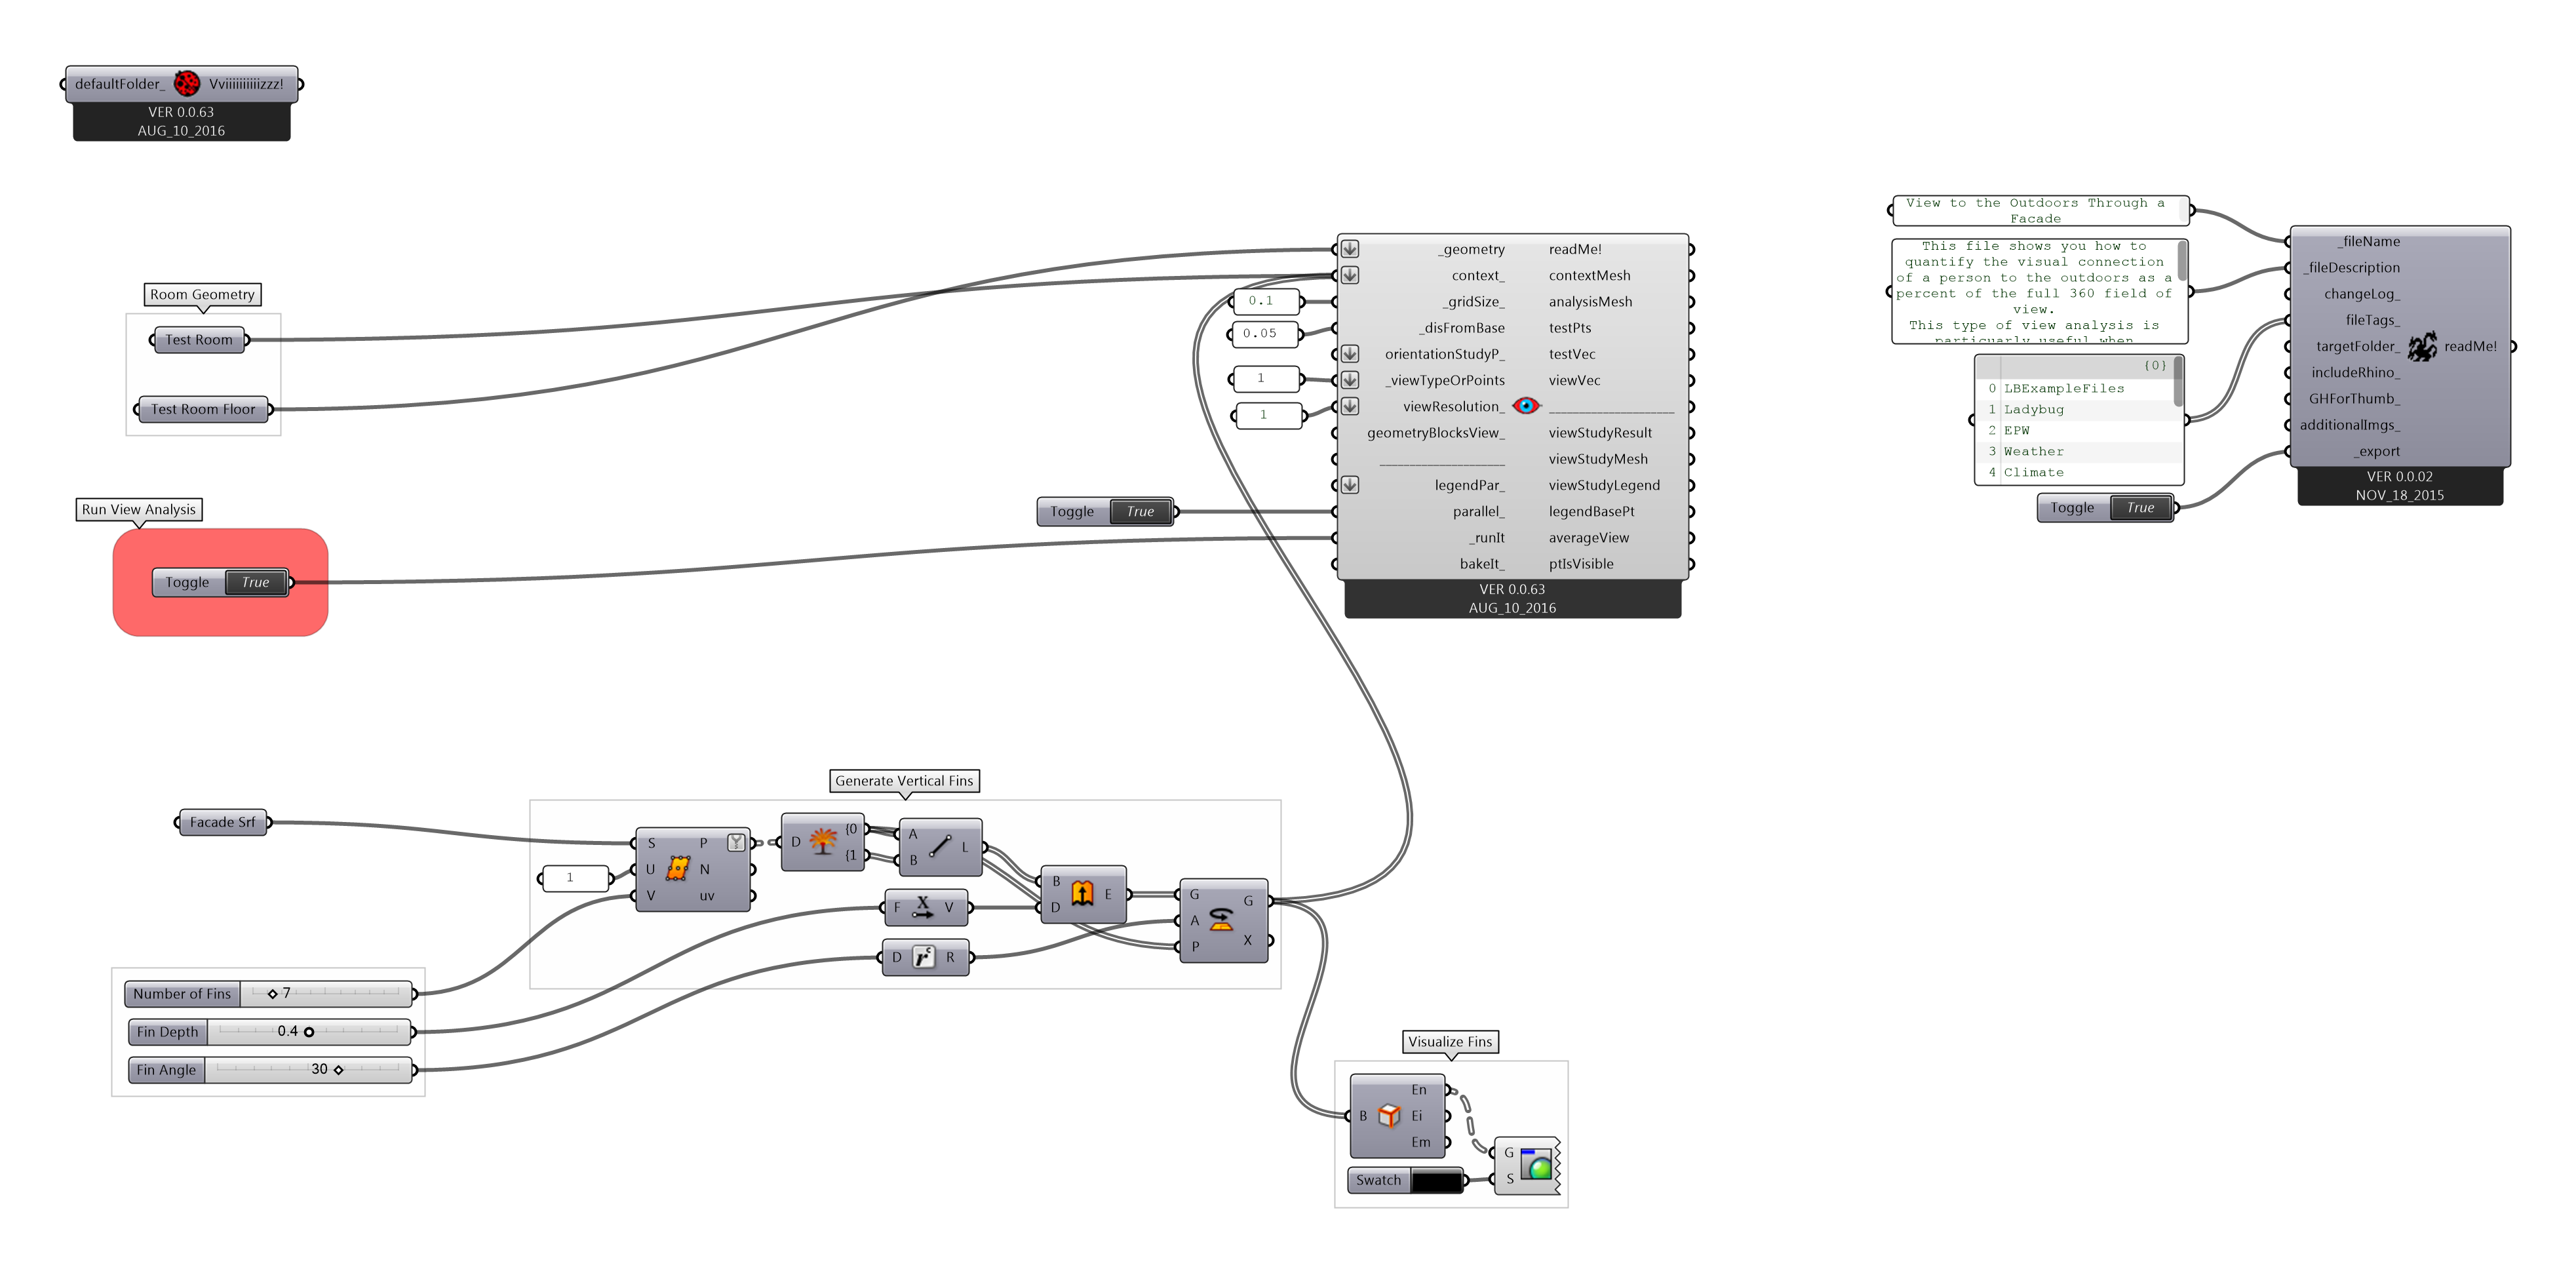 defaultFolder_ Vviiiiiiiiiizzz!
VER 0.0.63
AUG_10_2016
View to the Outdoors Through a
Facade
This file shows you how to
quantify the visual connection
of a person to the outdoors as a
percent of the full 360 field of
view.
This type of view analysis is
particuarly useful when
{0}
0 LBExampleFiles
1 Ladybug
2 EPW
3 Weather
4 Climate
Toggle True
_fileName
_fileDescription
changeLog_
fileTags_
targetFolder_ readMe!
includeRhino_
GHForThumb_
additionalImgs_
_export
VER 0.0.02
NOV_18_2015
Room Geometry
Test Room
Test Room Floor
Run View Analysis
Toggle True
0.1
0.05
1
1
Toggle True
_geometry readMe!
context_ contextMesh
_gridSize_ analysisMesh
_disFromBase testPts
orientationStudyP_ testVec
_viewTypeOrPoints viewVec
viewResolution_ ____________________
geometryBlocksView_ viewStudyResult
____________________ viewStudyMesh
legendPar_ viewStudyLegend
parallel_ legendBasePt
_runIt averageView
bakeIt_ ptIsVisible
VER 0.0.63
AUG_10_2016
Generate Vertical Fins
Facade Srf
1
S P Y
U N
V uv
D {0
{1
A L
B
F X V
D r c R
B E
D
G G
A
P X
Number of Fins 7
Fin Depth 0.4
Fin Angle 30
Visualize Fins
En
B Ei
Em
Swatch
G
S